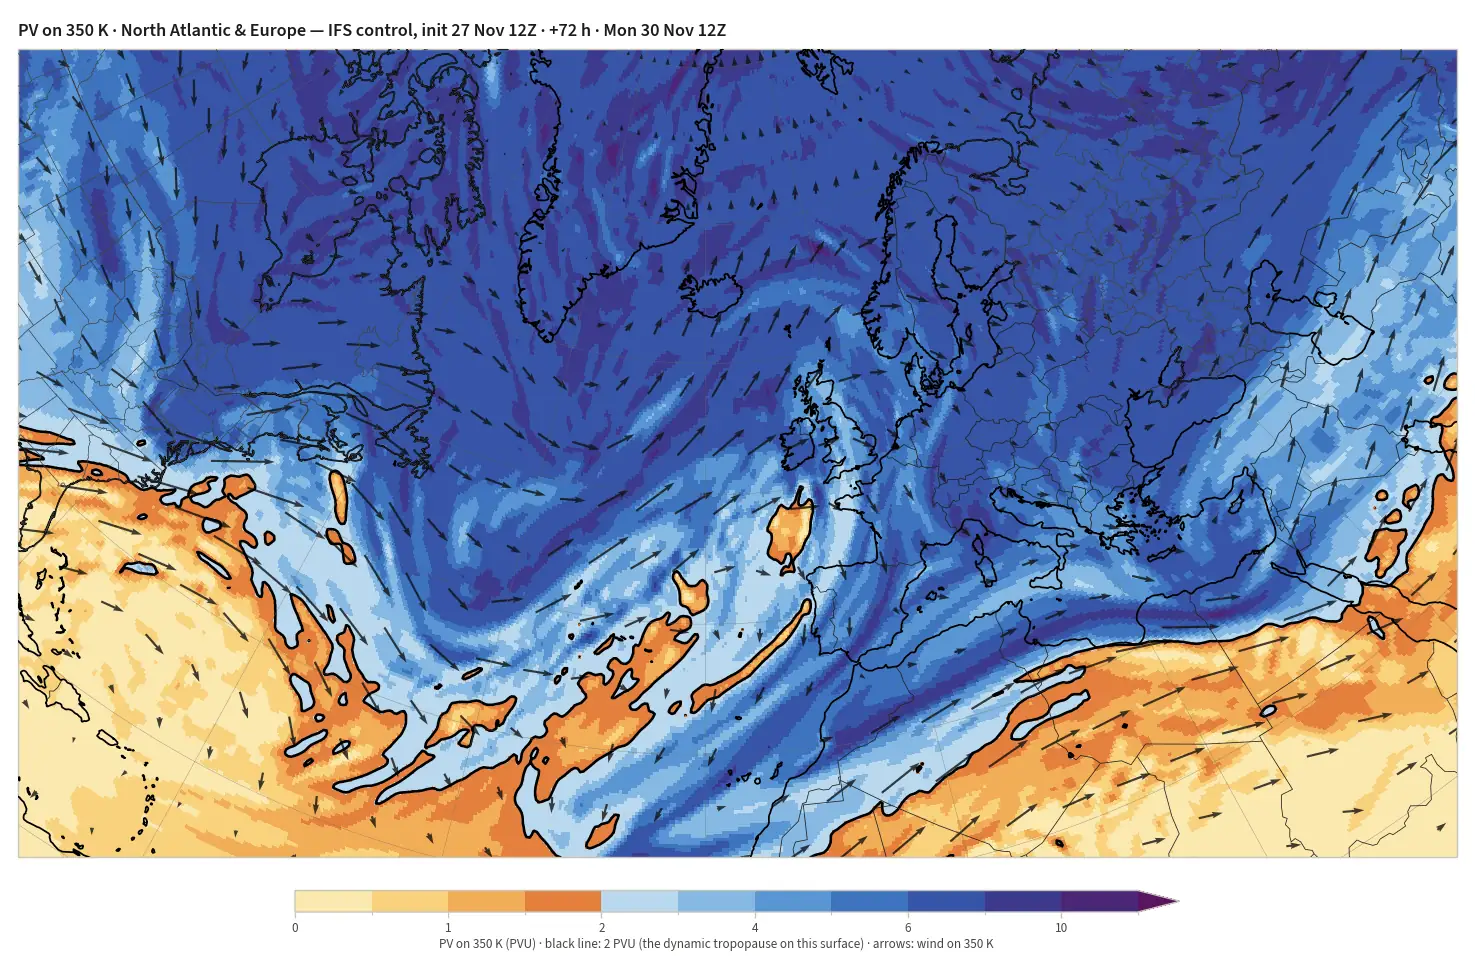 PV on 350 K · North Atlantic & Europe — IFS control, init 27 Nov 12Z · +72 h · Mon 30 Nov 12Z
0 1 2 4 6 10
PV on 350 K (PVU) · black line: 2 PVU (the dynamic tropopause on this surface) · arrows: wind on 350 K